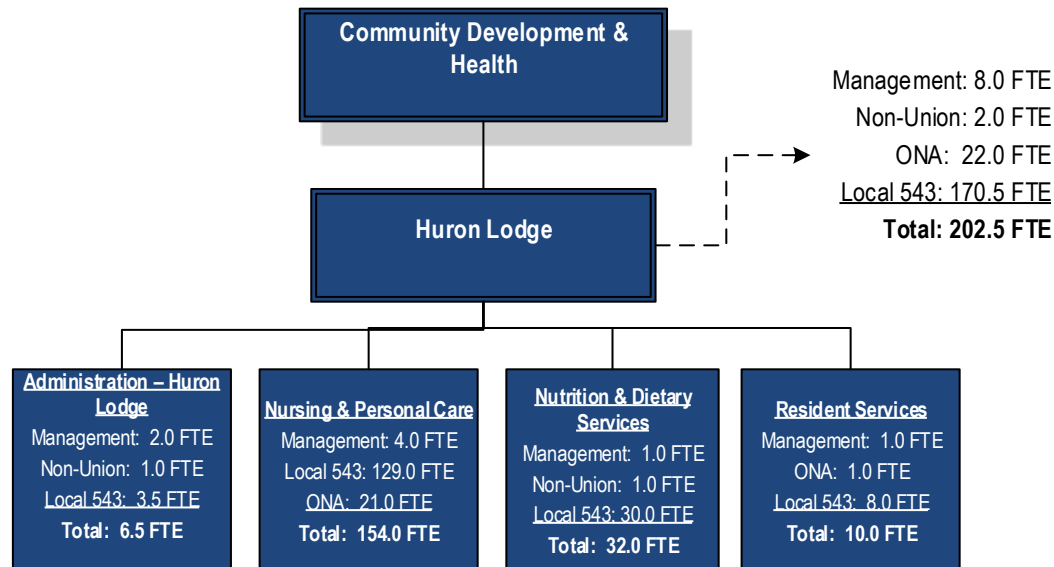 Community Development &
Health
Management: 8.0 FTE
Non-Union: 2.0 FTE
ONA: 22.0 FTE
Local 543: 170.5 FTE
Total: 202.5 FTE
Huron Lodge
Administration – Huron
Lodge
Management: 2.0 FTE
Non-Union: 1.0 FTE
Local 543: 3.5 FTE
Total: 6.5 FTE
Nursing & Personal Care
Management: 4.0 FTE
Local 543: 129.0 FTE
ONA: 21.0 FTE
Total: 154.0 FTE
Nutrition & Dietary
Services
Management: 1.0 FTE
Non-Union: 1.0 FTE
Local 543: 30.0 FTE
Total: 32.0 FTE
Resident Services
Management: 1.0 FTE
ONA: 1.0 FTE
Local 543: 8.0 FTE
Total: 10.0 FTE